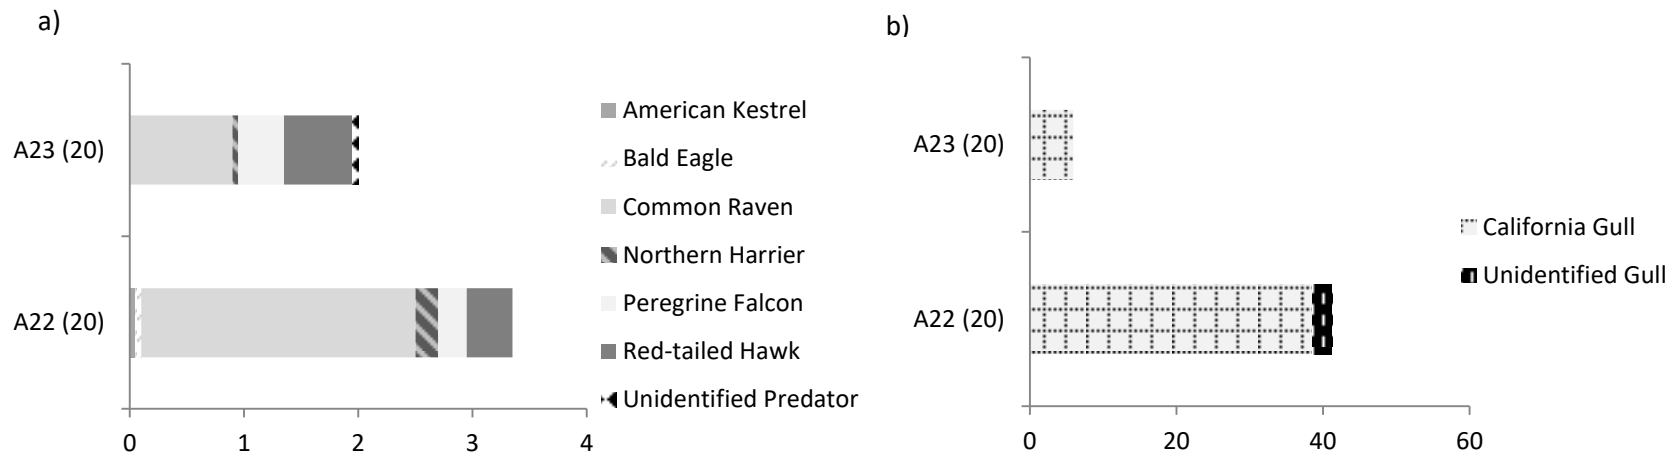 a)
A23 (20)
A22 (20)
0 1 2 3 4
American Kestrel
Bald Eagle
Common Raven
Northern Harrier
Peregrine Falcon
Red-tailed Hawk
Unidentified Predator
b)
A23 (20)
A22 (20)
0 20 40 60
California Gull
Unidentified Gull